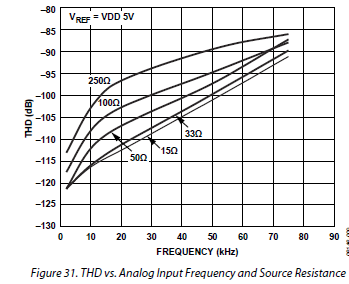 V_REF = VDD 5V
THD (dB)
–80
–85
–90
–95
–100
–105
–110
–115
–120
–125
–130
250Ω
100Ω
33Ω
15Ω
50Ω
0 10 20 30 40 50 60 70 80 90
FREQUENCY (kHz)
Figure 31. THD vs. Analog Input Frequency and Source Resistance